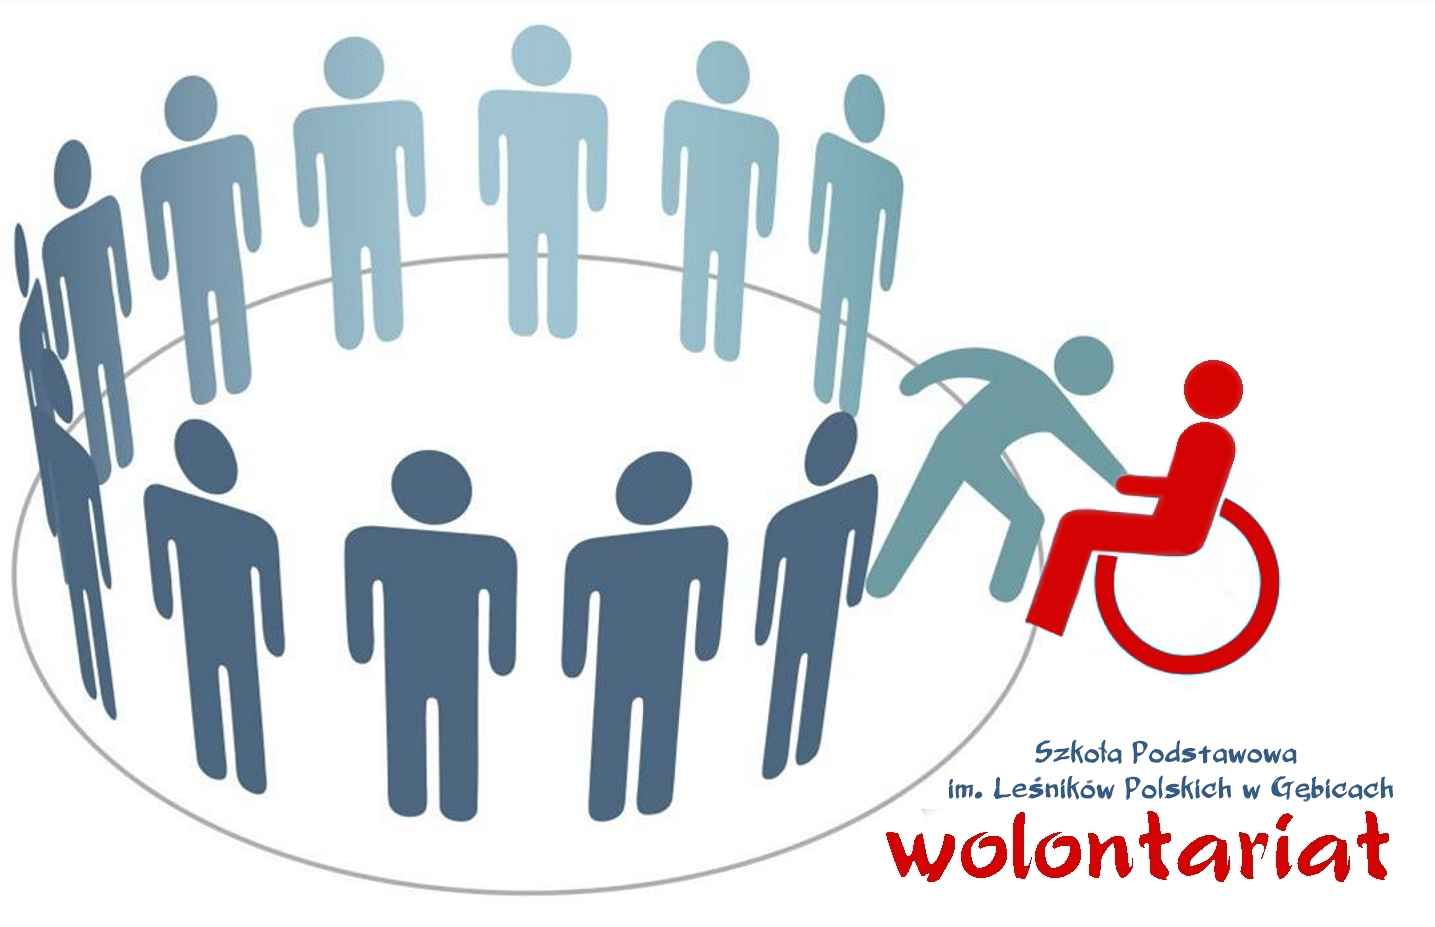 Szkoła Podstawowa
im. Leśników Polskich w Gębicach
wolontariat